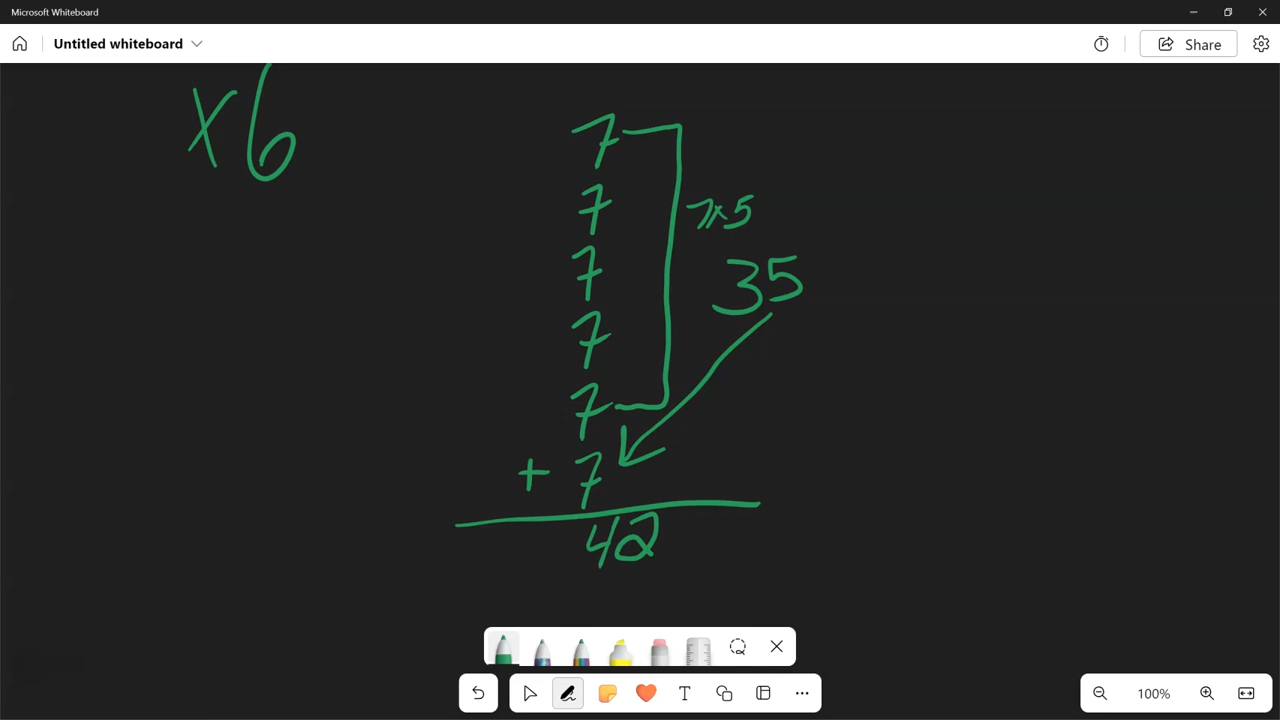 Microsoft Whiteboard
Untitled whiteboard
Share
x6
7
7
7x5
7
35
7
7
+ 7
42
100%